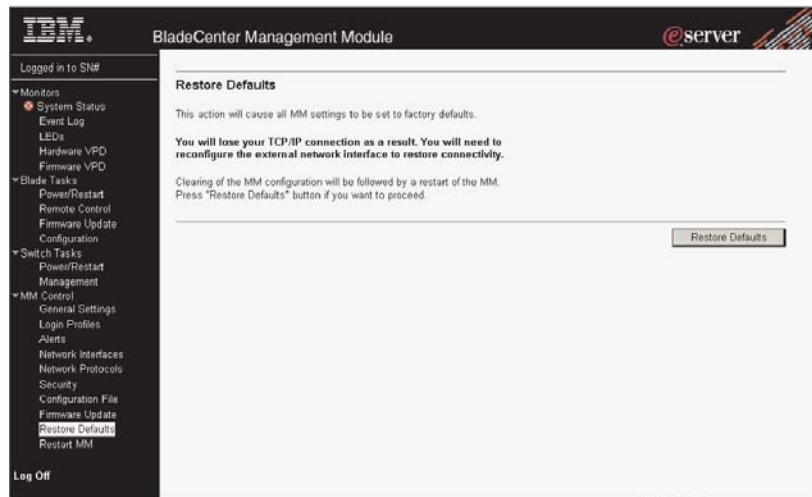 IBM.
BladeCenter Management Module
eserver
Logged in to SN#
Monitors
System Status
Event Log
LEDs
Hardware VPD
Firmware VPD
Blade Tasks
Power/Restart
Remote Control
Firmware Update
Configuration
Switch Tasks
Power/Restart
Management
MM Control
General Settings
Login Profiles
Alerts
Network Interfaces
Network Protocols
Security
Configuration File
Firmware Update
Restore Defaults
Restart MM
Log Off
Restore Defaults
This action will cause all MM settings to be set to factory defaults.
You will lose your TCP/IP connection as a result. You will need to
reconfigure the external network interface to restore connectivity.
Clearing of the MM configuration will be followed by a restart of the MM.
Press "Restore Defaults" button if you want to proceed.
Restore Defaults